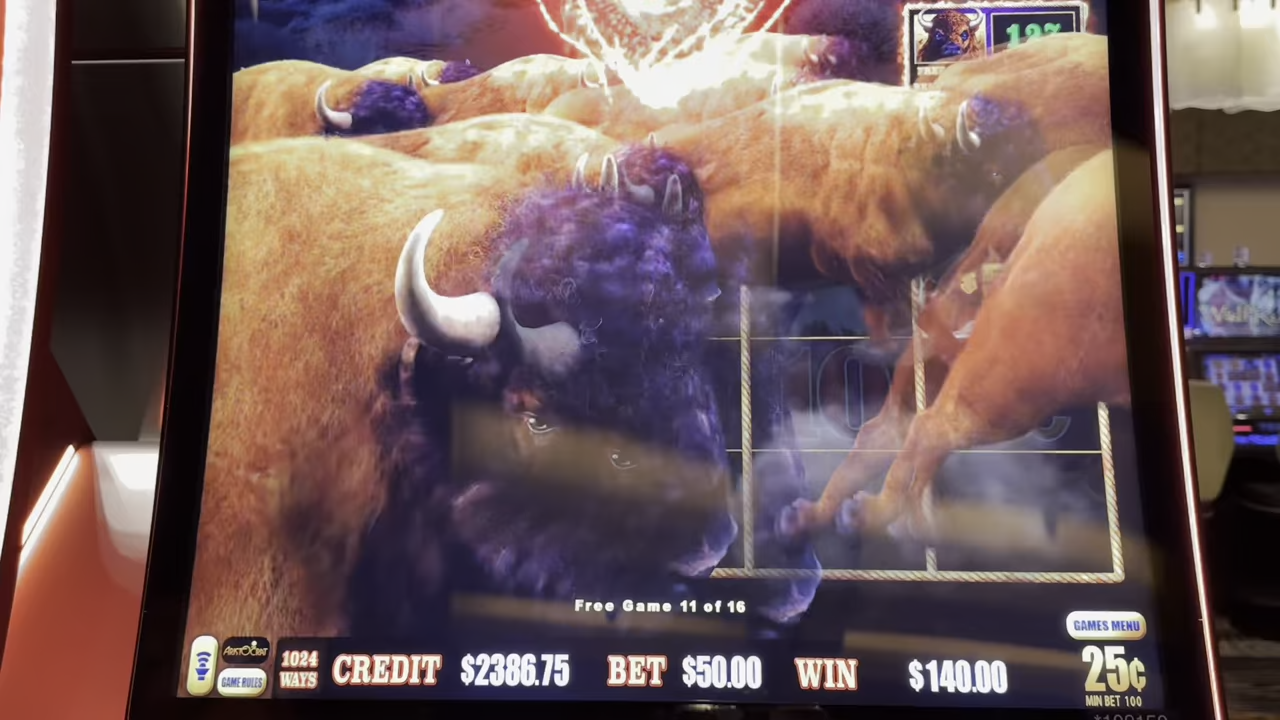 Free Game 11 of 16
GAMES MENU
ARISTOCRAT
GAME RULES
1024 WAYS
CREDIT $2386.75 BET $50.00 WIN $140.00
25¢
MIN BET 100